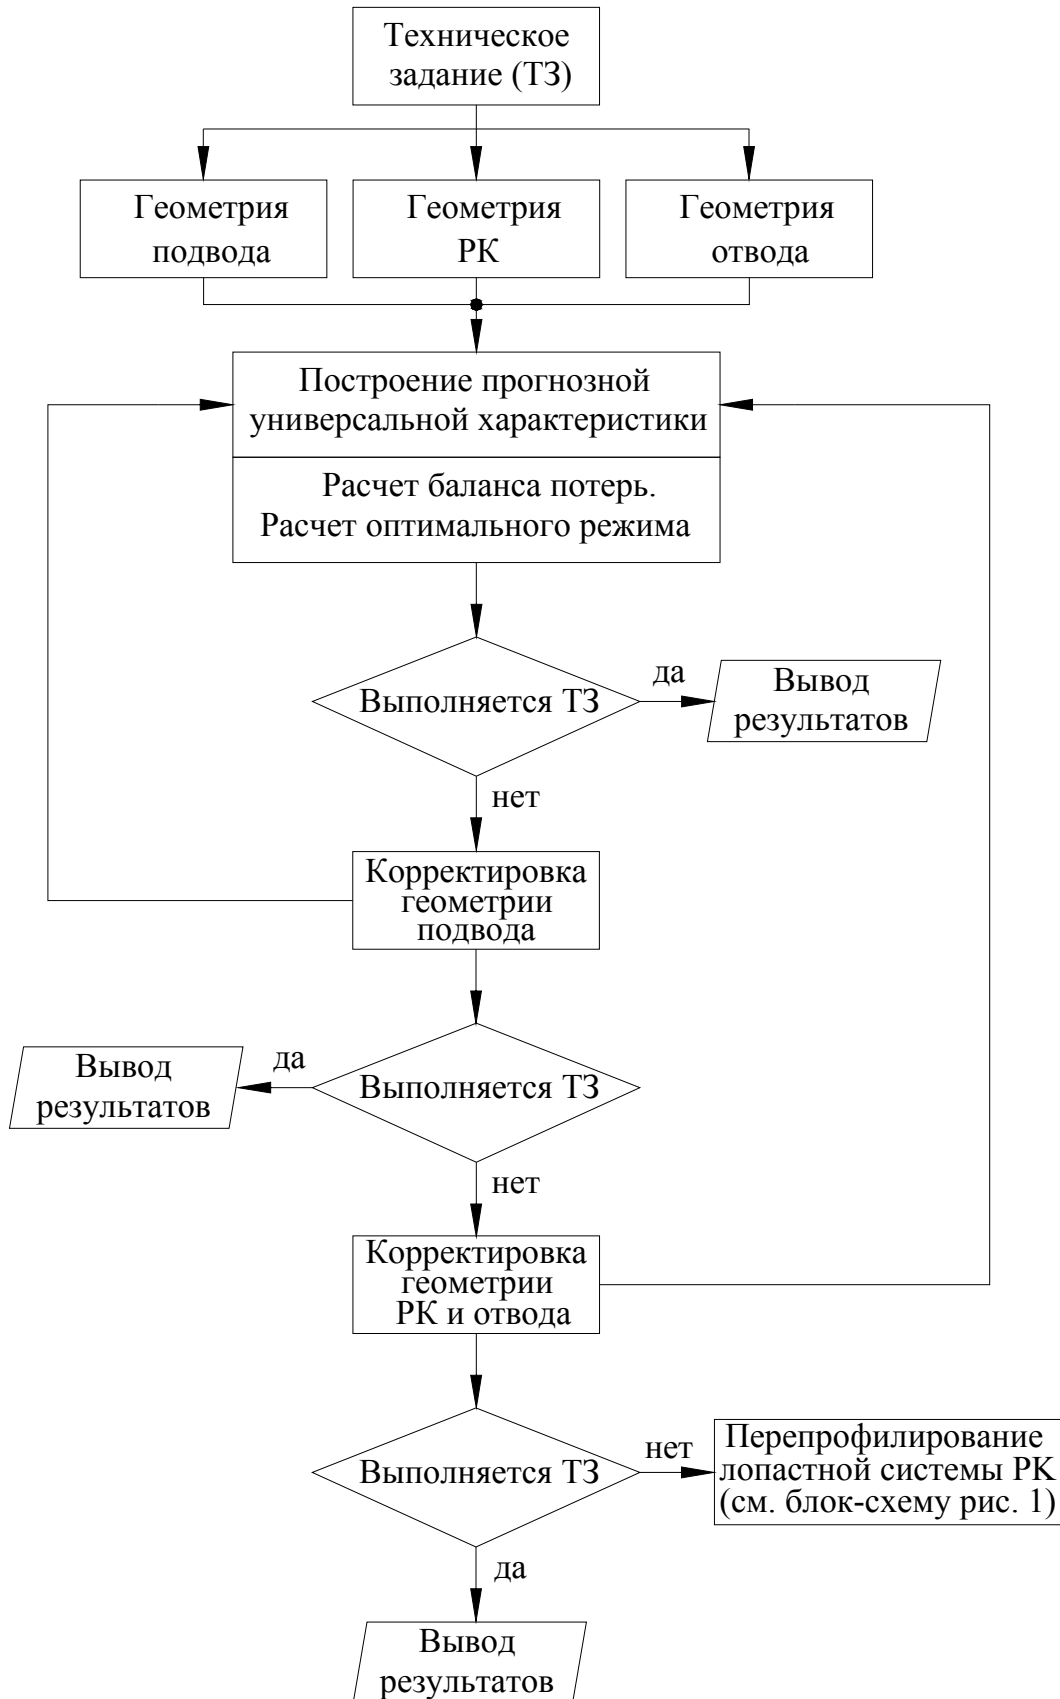 Техническое
задание (ТЗ)
Геометрия
подвода
Геометрия
РК
Геометрия
отвода
Построение прогнозной
универсальной характеристики
Расчет баланса потерь.
Расчет оптимального режима
Выполняется ТЗ
да
Вывод
результатов
нет
Корректировка
геометрии
подвода
Выполняется ТЗ
да
Вывод
результатов
нет
Корректировка
геометрии
РК и отвода
Выполняется ТЗ
нет
Перепрофилирование
лопастной системы РК
(см. блок-схему рис. 1)
да
Вывод
результатов